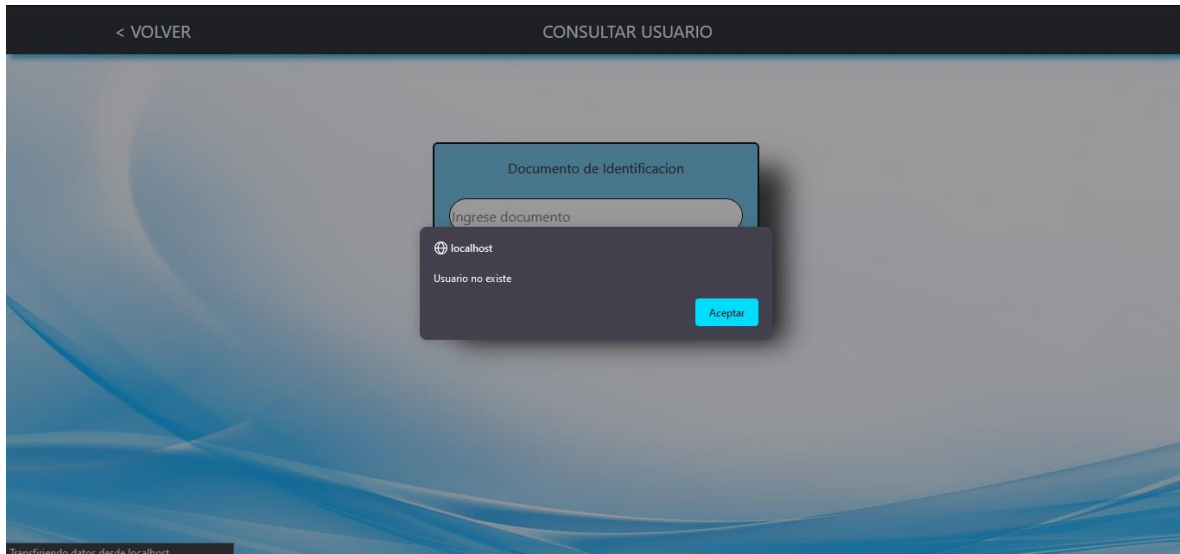 < VOLVER
CONSULTAR USUARIO
Documento de Identificacion
Ingrese documento
localhost
Usuario no existe
Aceptar
Transfiriendo datos desde localhost